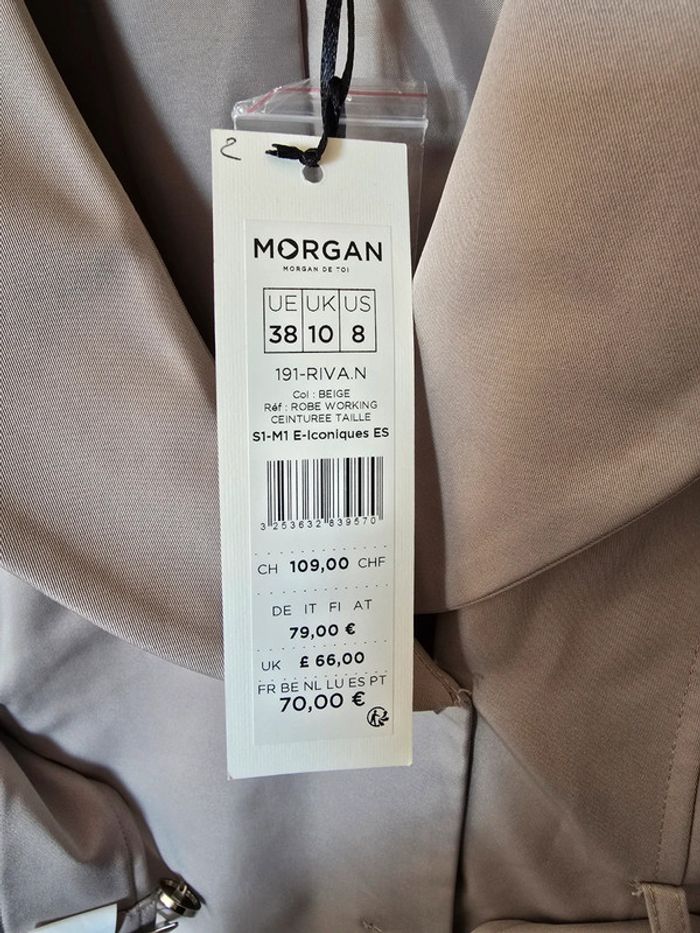 2
MORGAN
MORGAN DE TOI
UE UK US
38 10 8
191-RIVA.N
Col : BEIGE
Réf : ROBE WORKING
CEINTUREE TAILLE
S1-M1 E-Iconiques ES
3 253632 839570
CH 109,00 CHF
DE IT FI AT
79,00 €
UK £ 66,00
FR BE NL LU ES PT
70,00 €